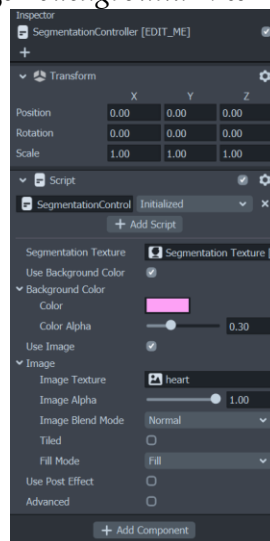 Inspector
SegmentationController [EDIT_ME]
+
Transform
X Y Z
Position 0.00 0.00 0.00
Rotation 0.00 0.00 0.00
Scale 1.00 1.00 1.00
Script
SegmentationControl Initialized
+ Add Script
Segmentation Texture Segmentation Texture [
Use Background Color
Background Color
Color
Color Alpha 0.30
Use Image
Image
Image Texture heart
Image Alpha 1.00
Image Blend Mode Normal
Tiled
Fill Mode Fill
Use Post Effect
Advanced
+ Add Component